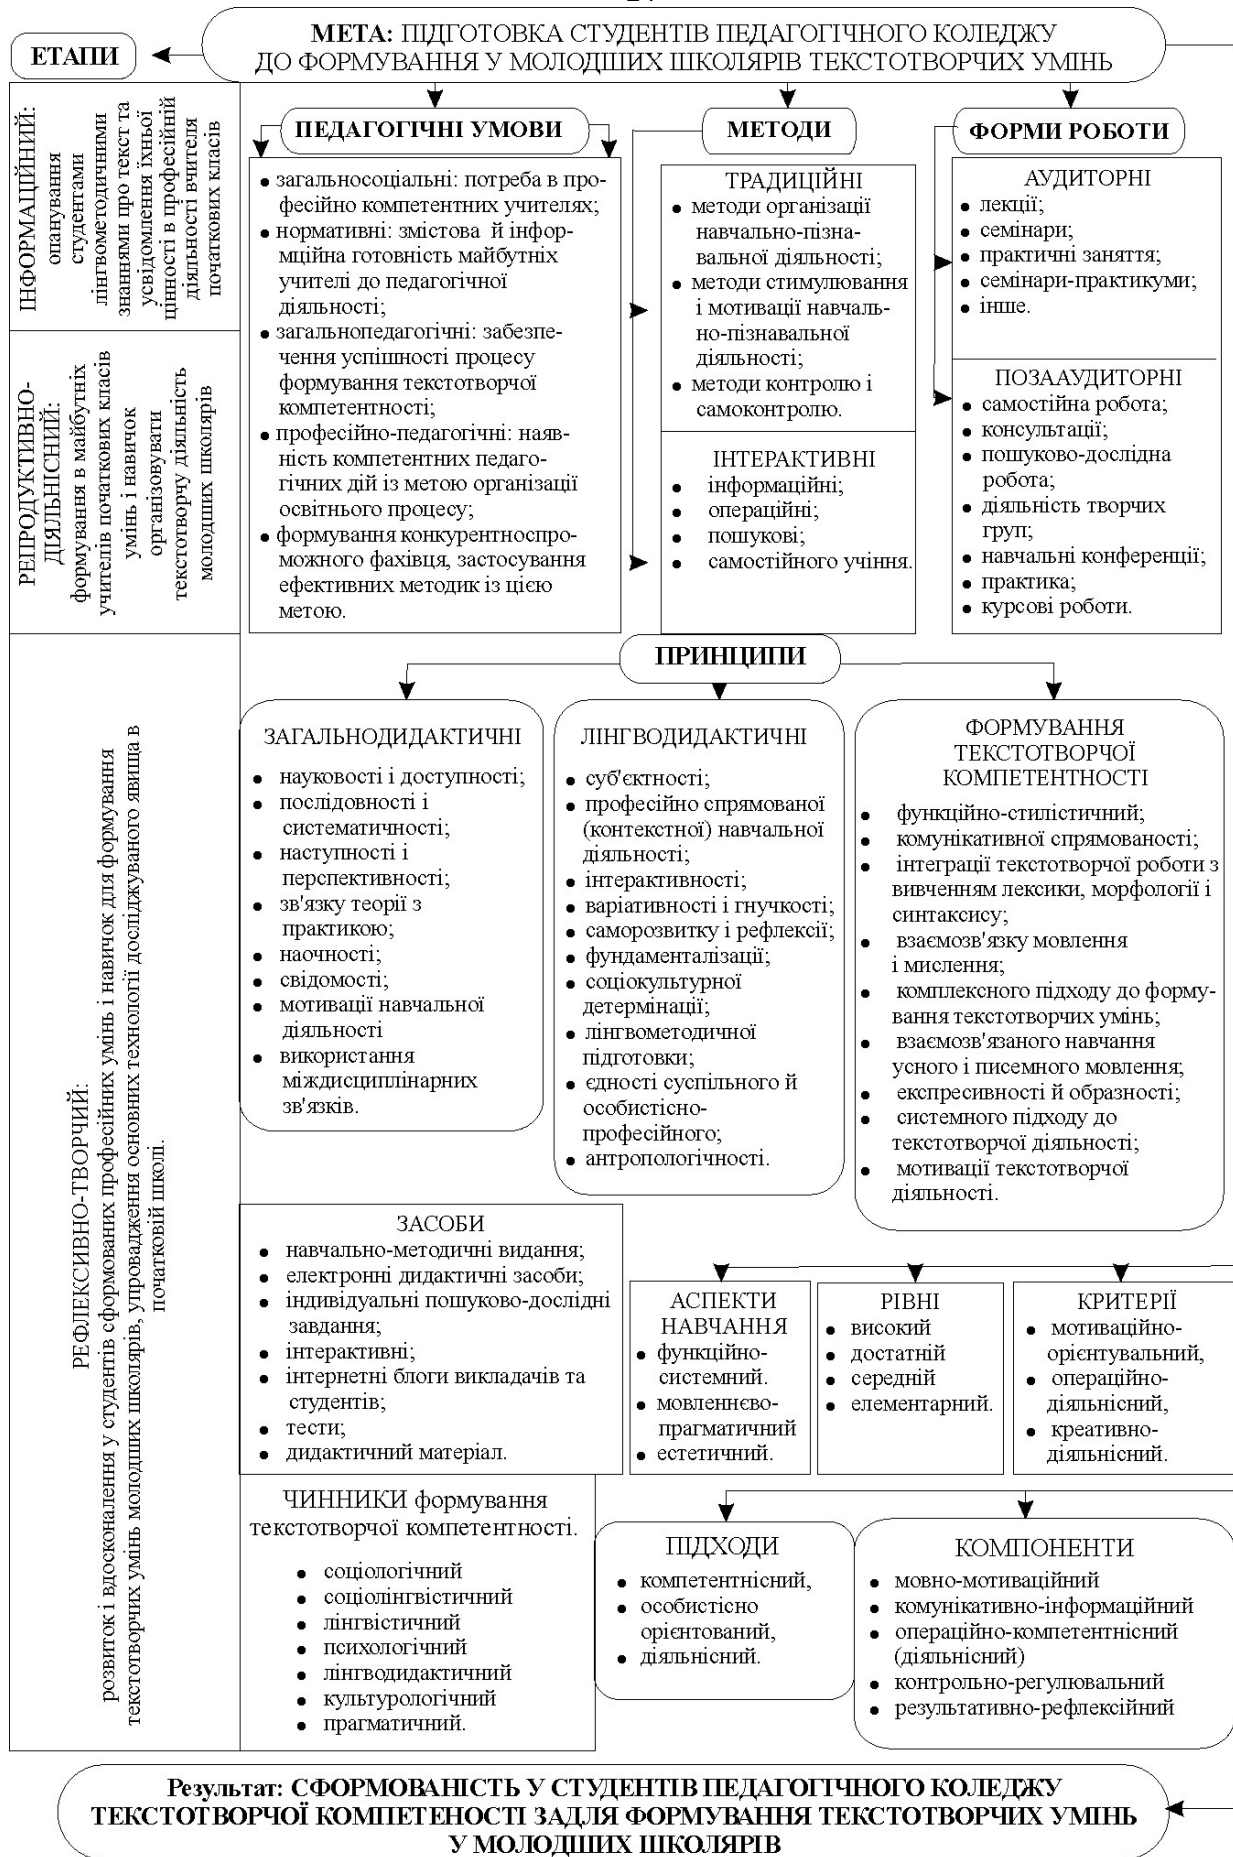 МЕТА: ПІДГОТОВКА СТУДЕНТІВ ПЕДАГОГІЧНОГО КОЛЕДЖУ
ДО ФОРМУВАННЯ У МОЛОДШИХ ШКОЛЯРІВ ТЕКСТОТВОРЧИХ УМІНЬ
ЕТАПИ
ІНФОРМАЦІЙНИЙ:
опанування
студентами
лінгвометодичними
знаннями про текст та
усвідомлення їхньої
цінності в професійній
діяльності вчителя
початкових класів
РЕПРОДУКТИВНО-
ДІЯЛЬНІСНИЙ:
формування в майбутніх
учителів початкових класів
умінь і навичок
організовувати
текстотворчу діяльність
молодших школярів
РЕФЛЕКСИВНО-ТВОРЧИЙ:
розвиток і вдосконалення у студентів сформованих професійних умінь і навичок для формування
текстотворчих умінь молодших школярів, упровадження основних технології досліджуваного явища в
початковій школі.
ПЕДАГОГІЧНІ УМОВИ
• загальносоціальні: потреба в про-
фесійно компетентних учителях;
• нормативні: змістова й інфор-
мційна готовність майбутніх
учителі до педагогічної
діяльності;
• загальнопедагогічні: забезпе-
чення успішності процесу
формування текстотворчої
компетентності;
• професійно-педагогічні: наяв-
ність компетентних педаго-
гічних дій із метою організації
освітнього процесу;
• формування конкурентноспро-
можного фахівця, застосування
ефективних методик із цією
метою.
МЕТОДИ
ТРАДИЦІЙНІ
• методи організації
навчально-пізна-
вальної діяльності;
• методи стимулювання
і мотивації навчаль-
но-пізнавальної
діяльності;
• методи контролю і
самоконтролю.
ІНТЕРАКТИВНІ
• інформаційні;
• операційні;
• пошукові;
• самостійного учіння.
ФОРМИ РОБОТИ
АУДИТОРНІ
• лекції;
• семінари;
• практичні заняття;
• семінари-практикуми;
• інше.
ПОЗААУДИТОРНІ
• самостійна робота;
• консультації;
• пошуково-дослідна
робота;
• діяльність творчих
груп;
• навчальні конференції;
• практика;
• курсові роботи.
ПРИНЦИПИ
ЗАГАЛЬНОДИДАКТИЧНІ
• науковості і доступності;
• послідовності і
систематичності;
• наступності і
перспективності;
• зв'язку теорії з
практикою;
• наочності;
• свідомості;
• мотивації навчальної
діяльності
• використання
міждисциплінарних
зв'язків.
ЛІНГВОДИДАКТИЧНІ
• суб'єктності;
• професійно спрямованої
(контекстної) навчальної
діяльності;
• інтерактивності;
• варіативності і гнучкості;
• саморозвитку і рефлексії;
• фундаменталізації;
• соціокультурної
детермінації;
• лінгвометодичної
підготовки;
• єдності суспільного й
особистісно-
професійного;
• антропологічності.
ФОРМУВАННЯ
ТЕКСТОТВОРЧОЇ
КОМПЕТЕНТНОСТІ
• функційно-стилістичний;
• комунікативної спрямованості;
• інтеграції текстотворчої роботи з
вивченням лексики, морфології і
синтаксису;
• взаємозв'язку мовлення
і мислення;
• комплексного підходу до форму-
вання текстотворчих умінь;
• взаємозв'язаного навчання
усного і писемного мовлення;
• експресивності й образності;
• системного підходу до
текстотворчої діяльності;
• мотивації текстотворчої
діяльності.
ЗАСОБИ
• навчально-методичні видання;
• електронні дидактичні засоби;
• індивідуальні пошуково-дослідні
завдання;
• інтерактивні;
• інтернетні блоги викладачів та
студентів;
• тести;
• дидактичний матеріал.
АСПЕКТИ
НАВЧАННЯ
• функційно-
системний.
• мовленнєво-
прагматичний
• естетичний.
РІВНІ
• високий
• достатній
• середній
• елементарний.
КРИТЕРІЇ
• мотиваційно-
орієнтувальний,
• операційно-
діяльнісний,
• креативно-
діяльнісний.
ЧИННИКИ формування
текстотворчої компетентності.
• соціологічний
• соціолінгвістичний
• лінгвістичний
• психологічний
• лінгводидактичний
• культурологічний
• прагматичний.
ПІДХОДИ
• компетентнісний,
• особистісно
орієнтований,
• діяльнісний.
КОМПОНЕНТИ
• мовно-мотиваційний
• комунікативно-інформаційний
• операційно-компетентнісний
(діяльнісний)
• контрольно-регулювальний
• результативно-рефлексійний
Результат: СФОРМОВАНІСТЬ У СТУДЕНТІВ ПЕДАГОГІЧНОГО КОЛЕДЖУ
ТЕКСТОТВОРЧОЇ КОМПЕТЕНОСТІ ЗАДЛЯ ФОРМУВАННЯ ТЕКСТОТВОРЧИХ УМІНЬ
У МОЛОДШИХ ШКОЛЯРІВ